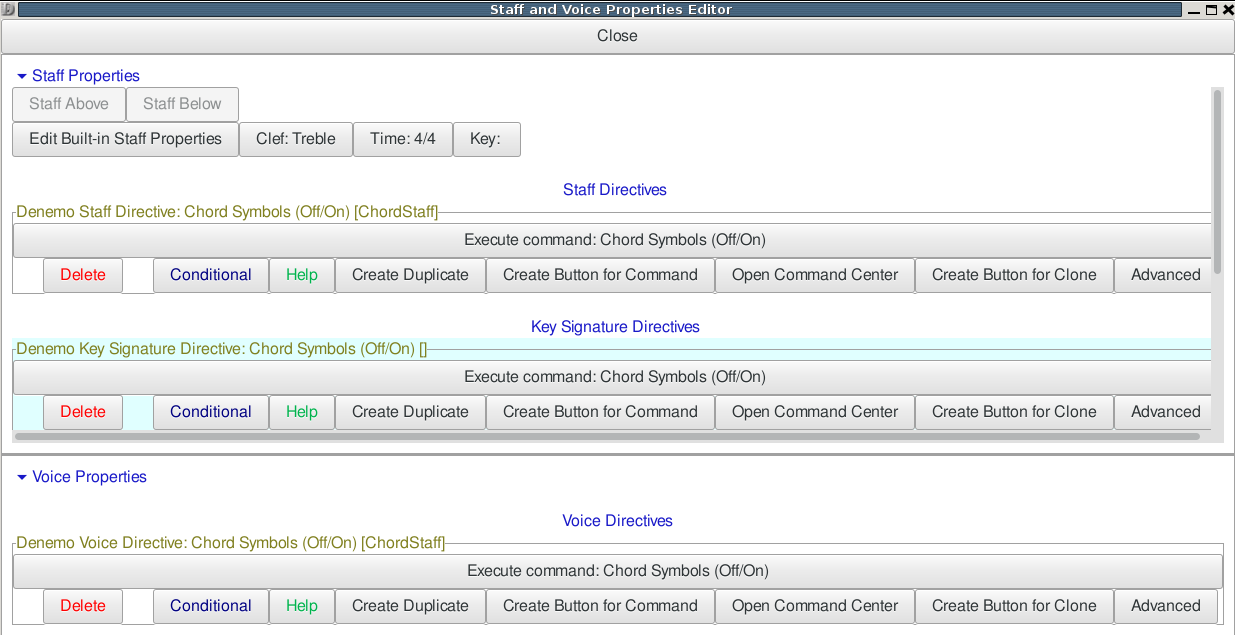 Staff and Voice Properties Editor
Close
Staff Properties
Staff Above Staff Below
Edit Built-in Staff Properties Clef: Treble Time: 4/4 Key:
Staff Directives
Denemo Staff Directive: Chord Symbols (Off/On) [ChordStaff]
Execute command: Chord Symbols (Off/On)
Delete Conditional Help Create Duplicate Create Button for Command Open Command Center Create Button for Clone Advanced
Key Signature Directives
Denemo Key Signature Directive: Chord Symbols (Off/On) []
Execute command: Chord Symbols (Off/On)
Delete Conditional Help Create Duplicate Create Button for Command Open Command Center Create Button for Clone Advanced
Voice Properties
Voice Directives
Denemo Voice Directive: Chord Symbols (Off/On) [ChordStaff]
Execute command: Chord Symbols (Off/On)
Delete Conditional Help Create Duplicate Create Button for Command Open Command Center Create Button for Clone Advanced